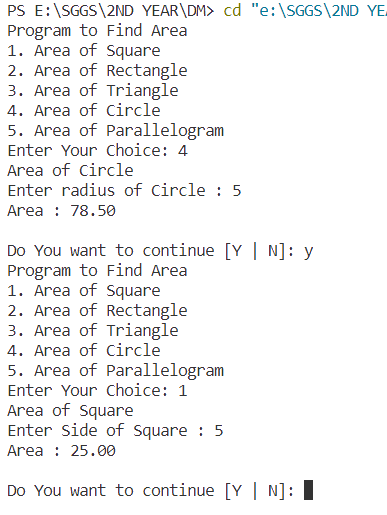 PS E:\SGGS\2ND YEAR\DM> cd "e:\SGGS\2ND YEA
Program to Find Area
1. Area of Square
2. Area of Rectangle
3. Area of Triangle
4. Area of Circle
5. Area of Parallelogram
Enter Your Choice: 4
Area of Circle
Enter radius of Circle : 5
Area : 78.50
Do You want to continue [Y | N]: y
Program to Find Area
1. Area of Square
2. Area of Rectangle
3. Area of Triangle
4. Area of Circle
5. Area of Parallelogram
Enter Your Choice: 1
Area of Square
Enter Side of Square : 5
Area : 25.00
Do You want to continue [Y | N]: